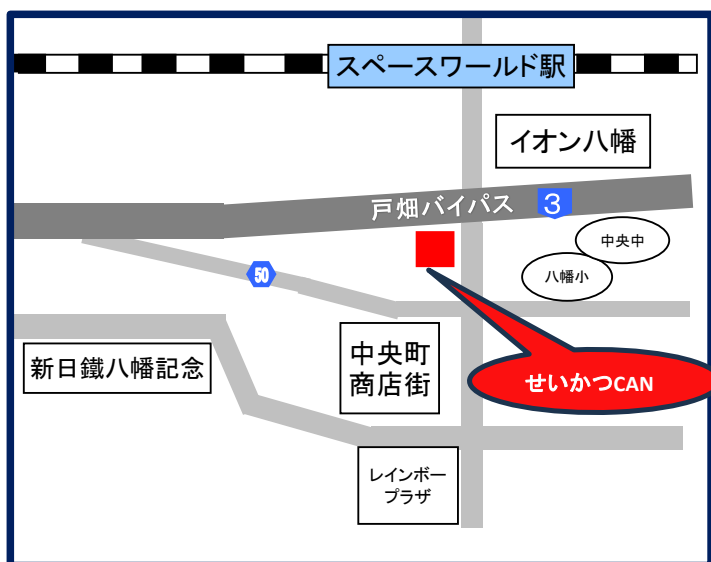 スペースワールド駅
イオン八幡
戸畑バイパス
3
中央中
八幡小
50
新日鐵八幡記念
中央町
商店街
せいかつCAN
レインボー
プラザ